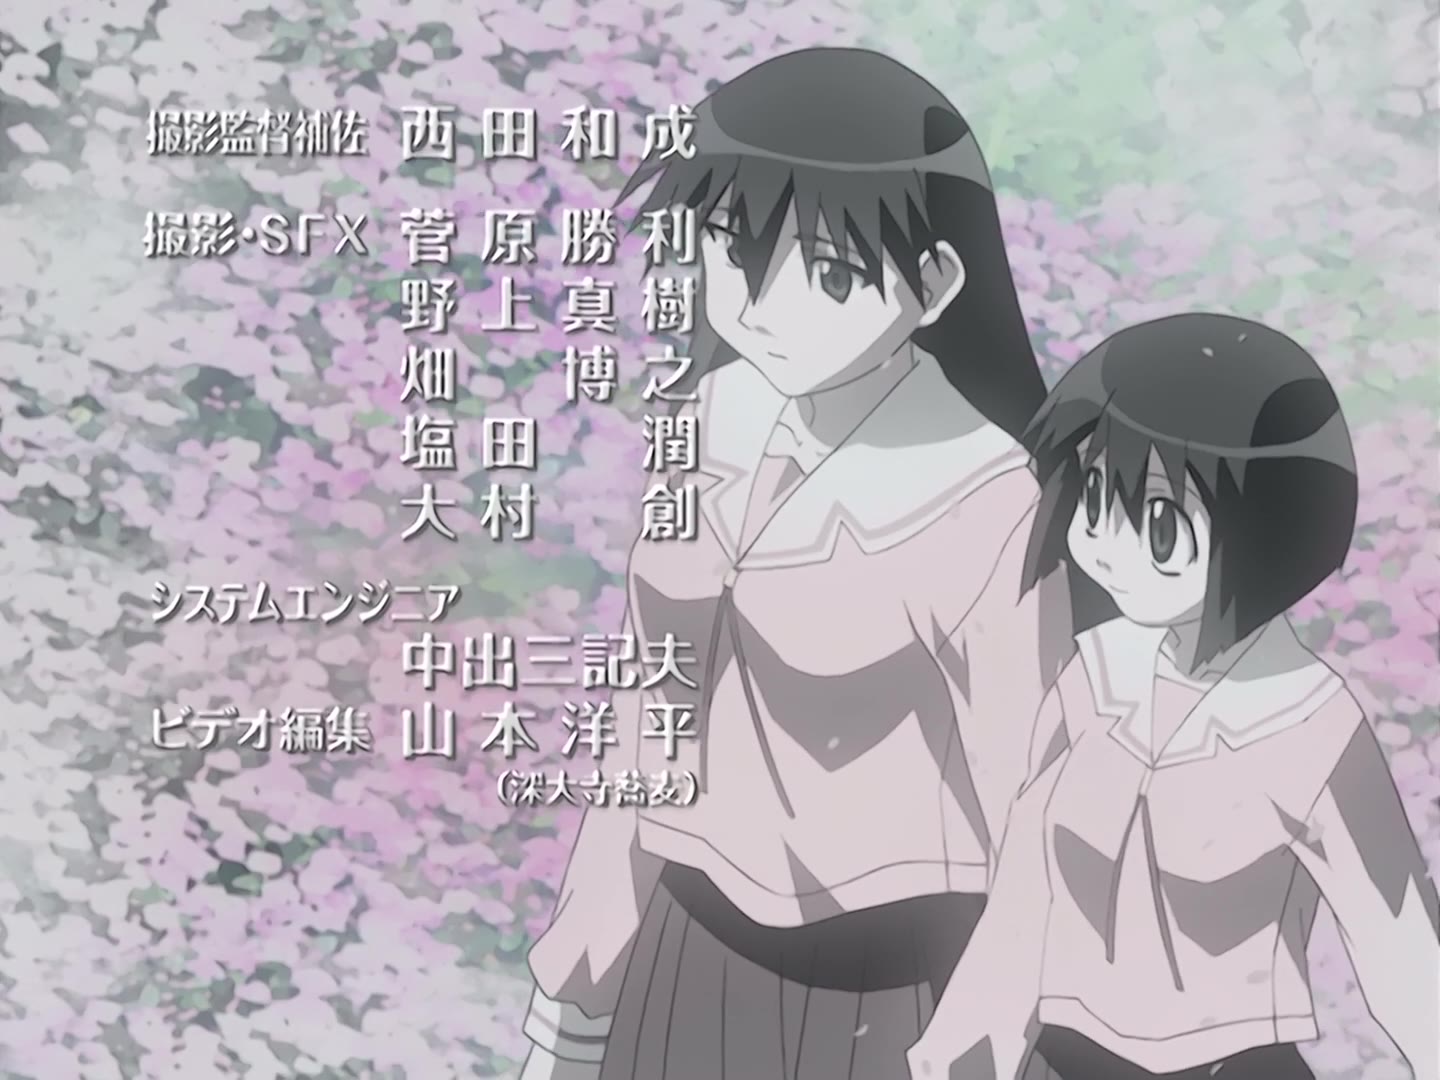 撮影監督補佐 西田和成
撮影・SFX 菅原勝利
野上真樹
畑 博之
塩田 潤
大村 創
システムエンジニア
中出三記夫
ビデオ編集 山本洋平
(深大寺蕎麦)